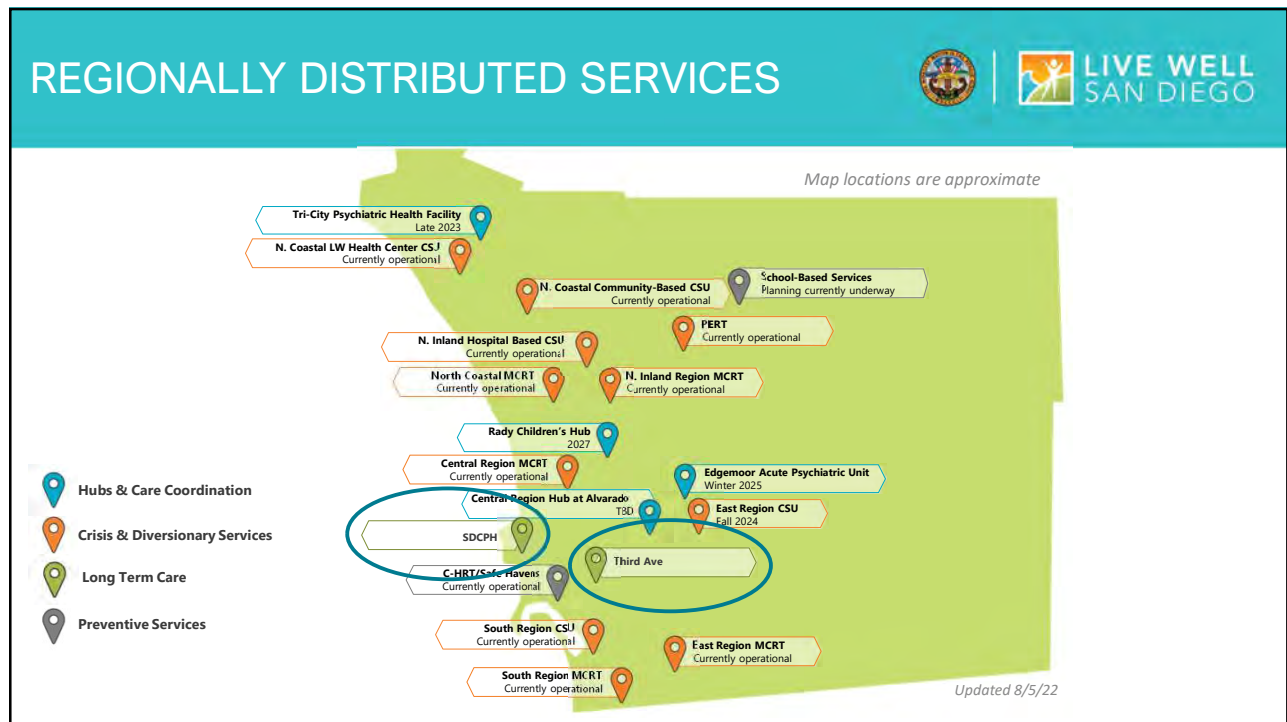 REGIONALLY DISTRIBUTED SERVICES
LIVE WELL
SAN DIEGO
Map locations are approximate
Tri-City Psychiatric Health Facility
Late 2023
N. Coastal LW Health Center CSU
Currently operational
N. Coastal Community-Based CSU
Currently operational
School-Based Services
Planning currently underway
PERT
Currently operational
N. Inland Hospital Based CSU
Currently operational
North Coastal MCRT
Currently operational
N. Inland Region MCRT
Currently operational
Rady Children's Hub
2027
Central Region MCRT
Currently operational
Edgemoor Acute Psychiatric Unit
Winter 2025
Central Region Hub at Alvarado
TBD
East Region CSU
Fall 2024
SDCPH
Third Ave
C-HRT/Safe Havens
Currently operational
South Region CSU
Currently operational
East Region MCRT
Currently operational
South Region MCRT
Currently operational
Hubs & Care Coordination
Crisis & Diversionary Services
Long Term Care
Preventive Services
Updated 8/5/22